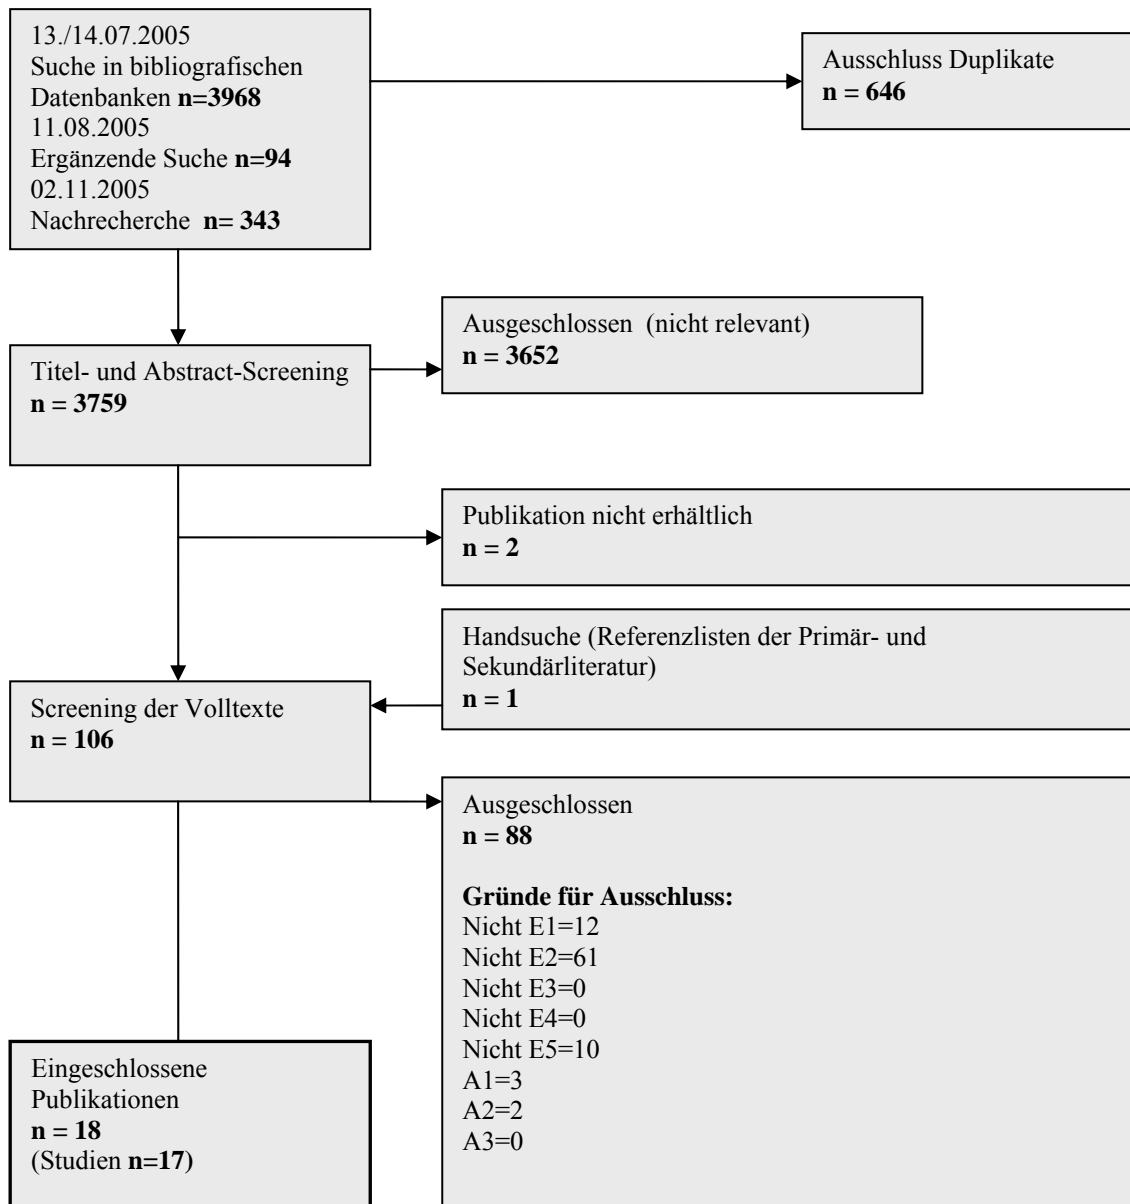 13./14.07.2005
Suche in bibliografischen
Datenbanken n=3968
11.08.2005
Ergänzende Suche n=94
02.11.2005
Nachrecherche n= 343
Ausschluss Duplikate
n = 646
Ausgeschlossen (nicht relevant)
n = 3652
Titel- und Abstract-Screening
n = 3759
Publikation nicht erhältlich
n = 2
Handsuche (Referenzlisten der Primär- und
Sekundärliteratur)
n = 1
Screening der Volltexte
n = 106
Ausgeschlossen
n = 88
Gründe für Ausschluss:
Nicht E1=12
Nicht E2=61
Nicht E3=0
Nicht E4=0
Nicht E5=10
A1=3
A2=2
A3=0
Eingeschlossene
Publikationen
n = 18
(Studien n=17)